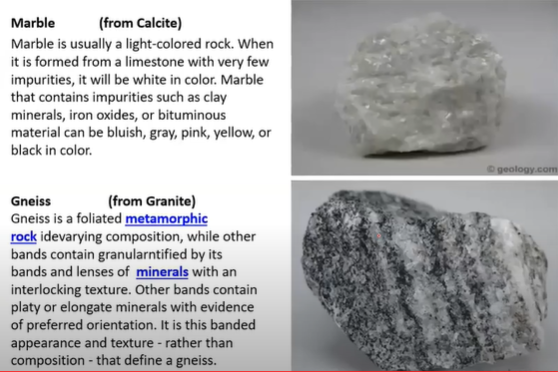 Marble (from Calcite)
Marble is usually a light-colored rock. When
it is formed from a limestone with very few
impurities, it will be white in color. Marble
that contains impurities such as clay
minerals, iron oxides, or bituminous
material can be bluish, gray, pink, yellow, or
black in color.
© geology.com
Gneiss (from Granite)
Gneiss is a foliated metamorphic
rock idevarying composition, while other
bands contain granularntified by its
bands and lenses of minerals with an
interlocking texture. Other bands contain
platy or elongate minerals with evidence
of preferred orientation. It is this banded
appearance and texture - rather than
composition - that define a gneiss.